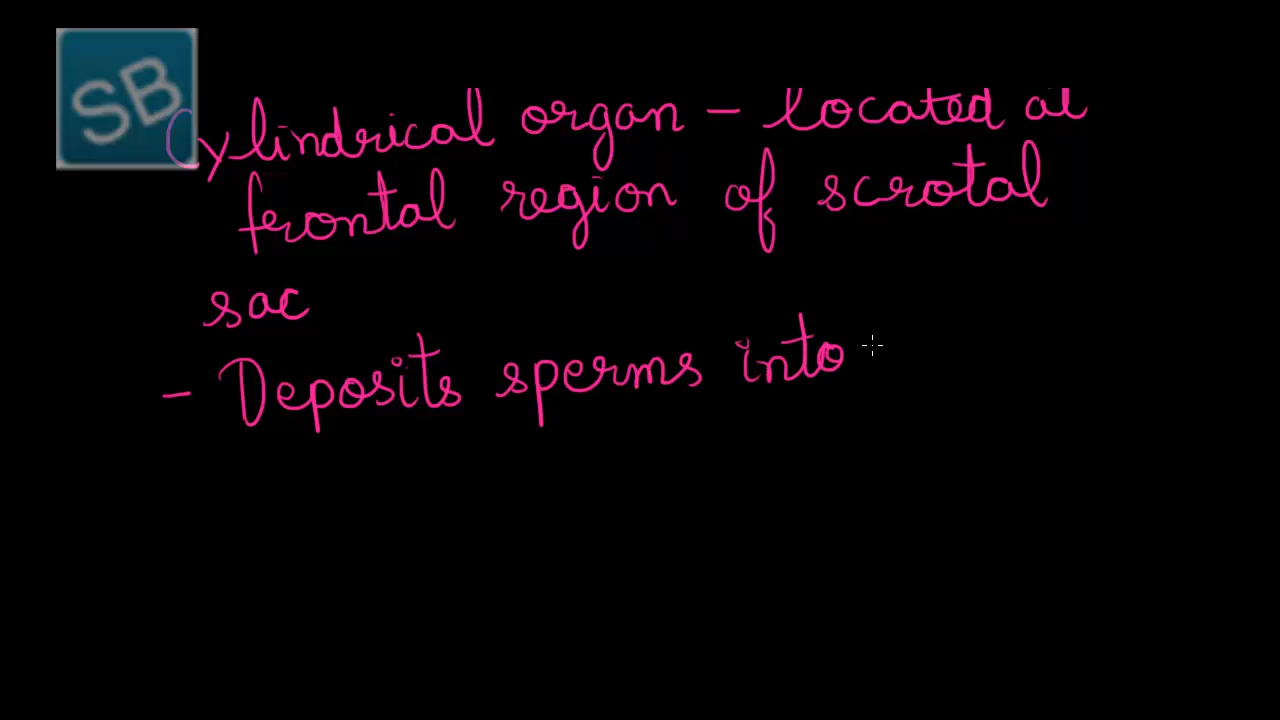 SB
Cylindrical organ - located at
frontal region of scrotal
sac
- Deposits sperms into